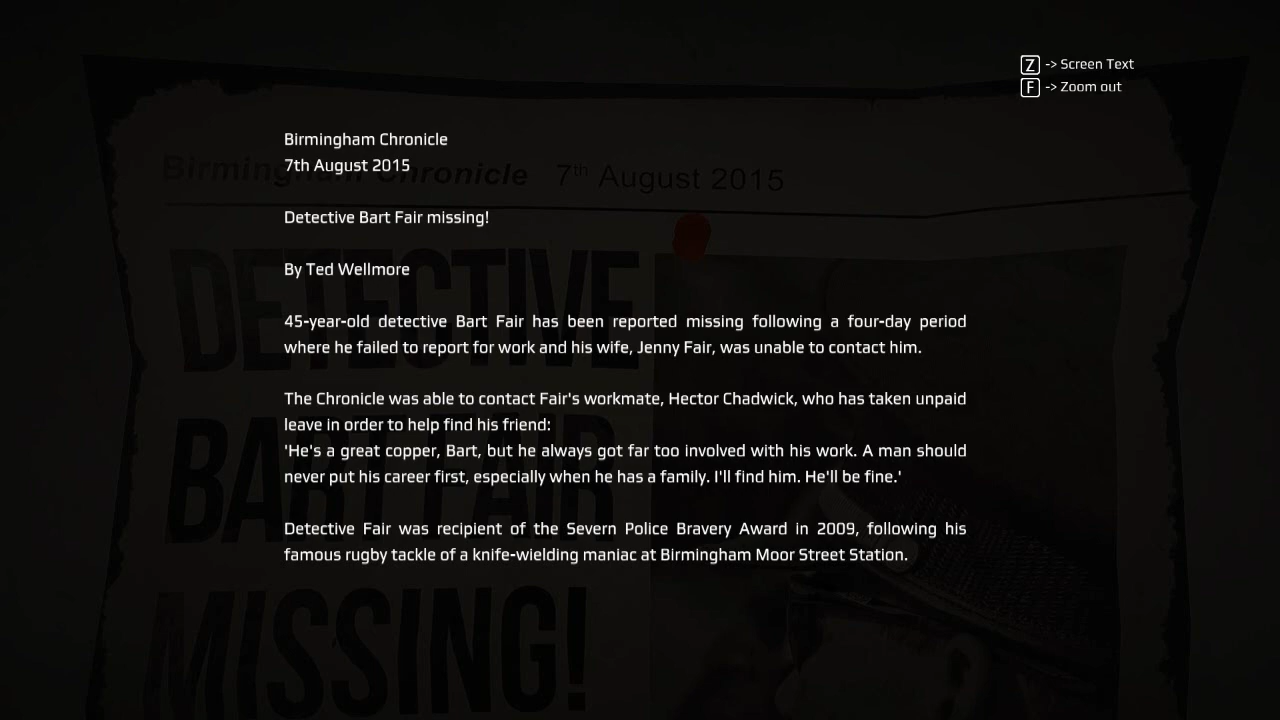 Z -> Screen Text
F -> Zoom out
Birmingham Chronicle
7th August 2015
Birmingham Chronicle 7th August 2015
Detective Bart Fair missing!
By Ted Wellmore
45-year-old detective Bart Fair has been reported missing following a four-day period
where he failed to report for work and his wife, Jenny Fair, was unable to contact him.
The Chronicle was able to contact Fair's workmate, Hector Chadwick, who has taken unpaid
leave in order to help find his friend:
'He's a great copper, Bart, but he always got far too involved with his work. A man should
never put his career first, especially when he has a family. I'll find him. He'll be fine.'
Detective Fair was recipient of the Severn Police Bravery Award in 2009, following his
famous rugby tackle of a knife-wielding maniac at Birmingham Moor Street Station.
DETECTIVE
BART FAIR
MISSING!